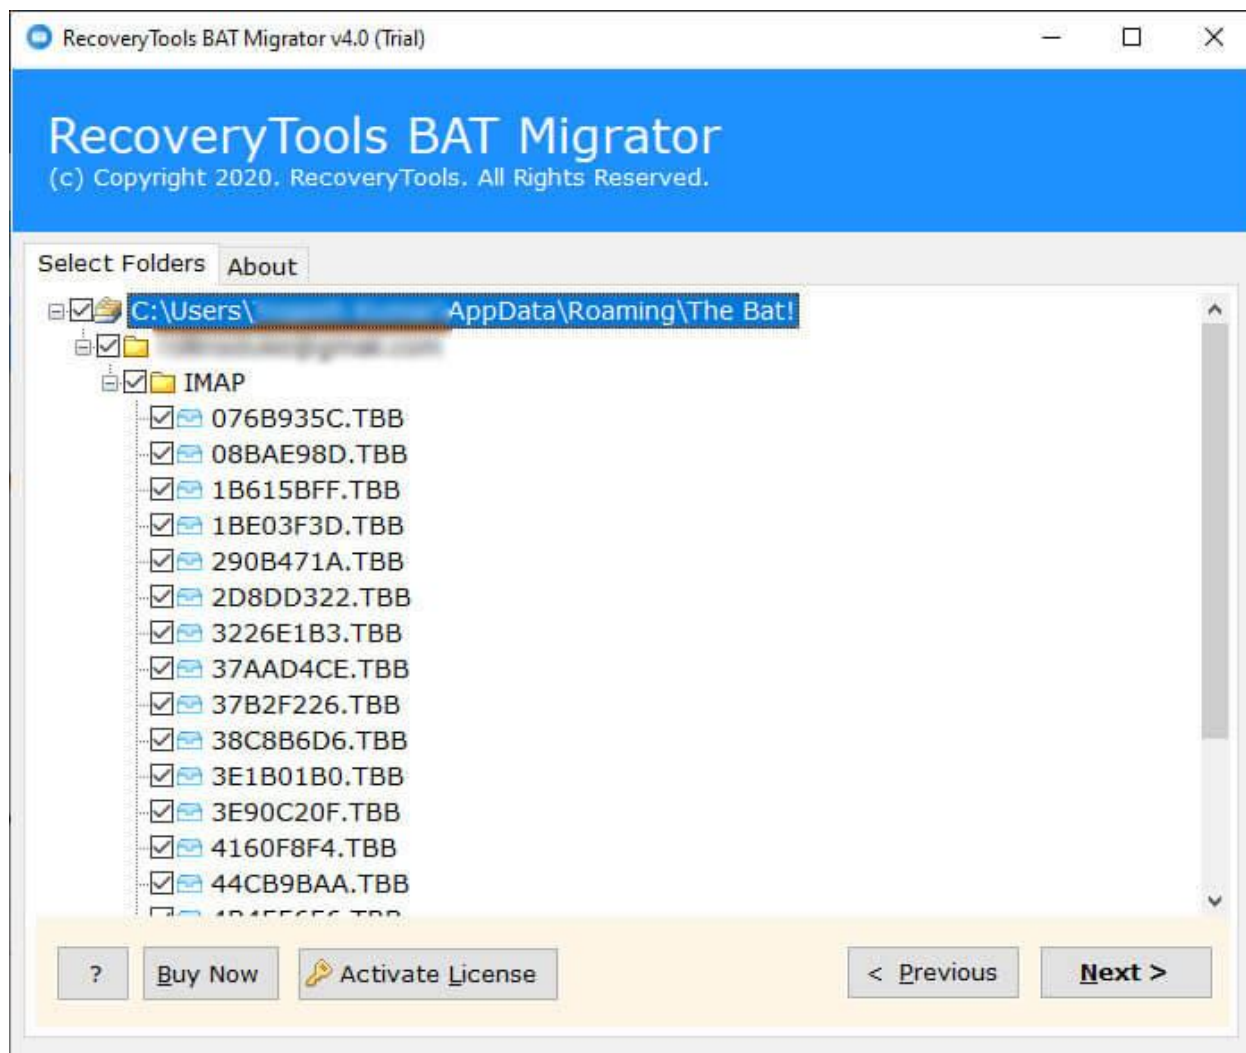 RecoveryTools BAT Migrator v4.0 (Trial)
RecoveryTools BAT Migrator
(c) Copyright 2020. RecoveryTools. All Rights Reserved.
Select Folders About
C:\Users\ AppData\Roaming\The Bat!
IMAP
076B935C.TBB
08BAE98D.TBB
1B615BFF.TBB
1BE03F3D.TBB
290B471A.TBB
2D8DD322.TBB
3226E1B3.TBB
37AAD4CE.TBB
37B2F226.TBB
38C8B6D6.TBB
3E1B01B0.TBB
3E90C20F.TBB
4160F8F4.TBB
44CB9BAA.TBB
? Buy Now Activate License < Previous Next >